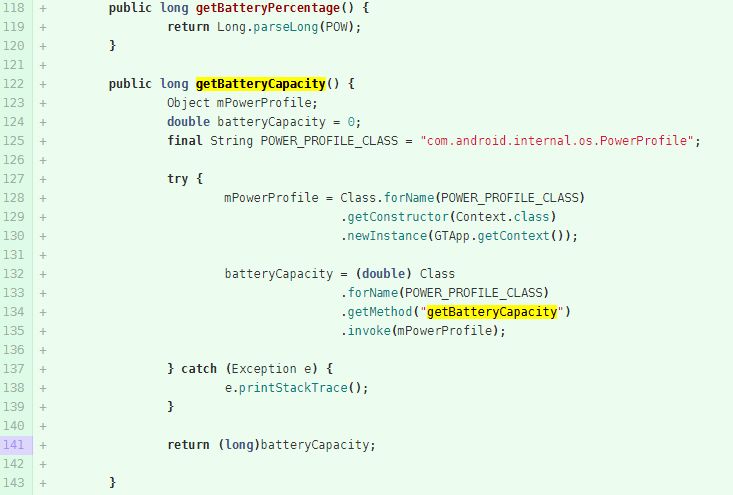 118 + public long getBatteryPercentage() {
119 + return Long.parseLong(POW);
120 + }
121 +
122 + public long getBatteryCapacity() {
123 + Object mPowerProfile;
124 + double batteryCapacity = 0;
125 + final String POWER_PROFILE_CLASS = "com.android.internal.os.PowerProfile";
126 +
127 + try {
128 + mPowerProfile = Class.forName(POWER_PROFILE_CLASS)
129 + .getConstructor(Context.class)
130 + .newInstance(GTApp.getContext());
131 +
132 + batteryCapacity = (double) Class
133 + .forName(POWER_PROFILE_CLASS)
134 + .getMethod("getBatteryCapacity")
135 + .invoke(mPowerProfile);
136 +
137 + } catch (Exception e) {
138 + e.printStackTrace();
139 + }
140 +
141 + return (long)batteryCapacity;
142 +
143 + }